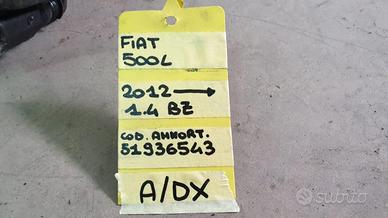 FIAT
500L
2012 →
1.4 BZ
COD. AMMORT.
51936543
A/DX
subito